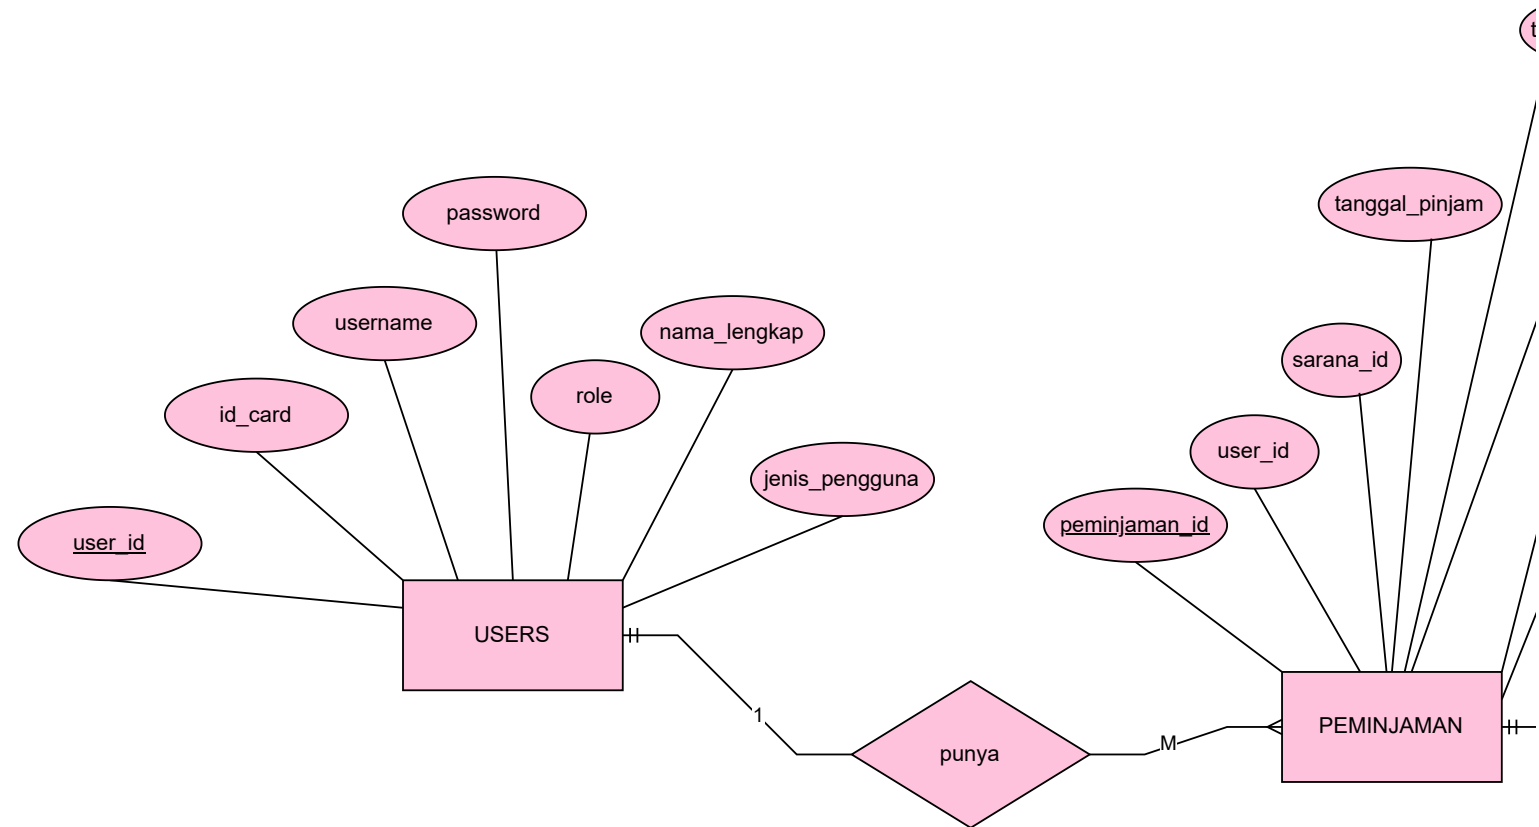 password
tanggal_pinjam
username
nama_lengkap
sarana_id
role
id_card
user_id
jenis_pengguna
peminjaman_id
user_id
USERS
1
PEMINJAMAN
M
punya